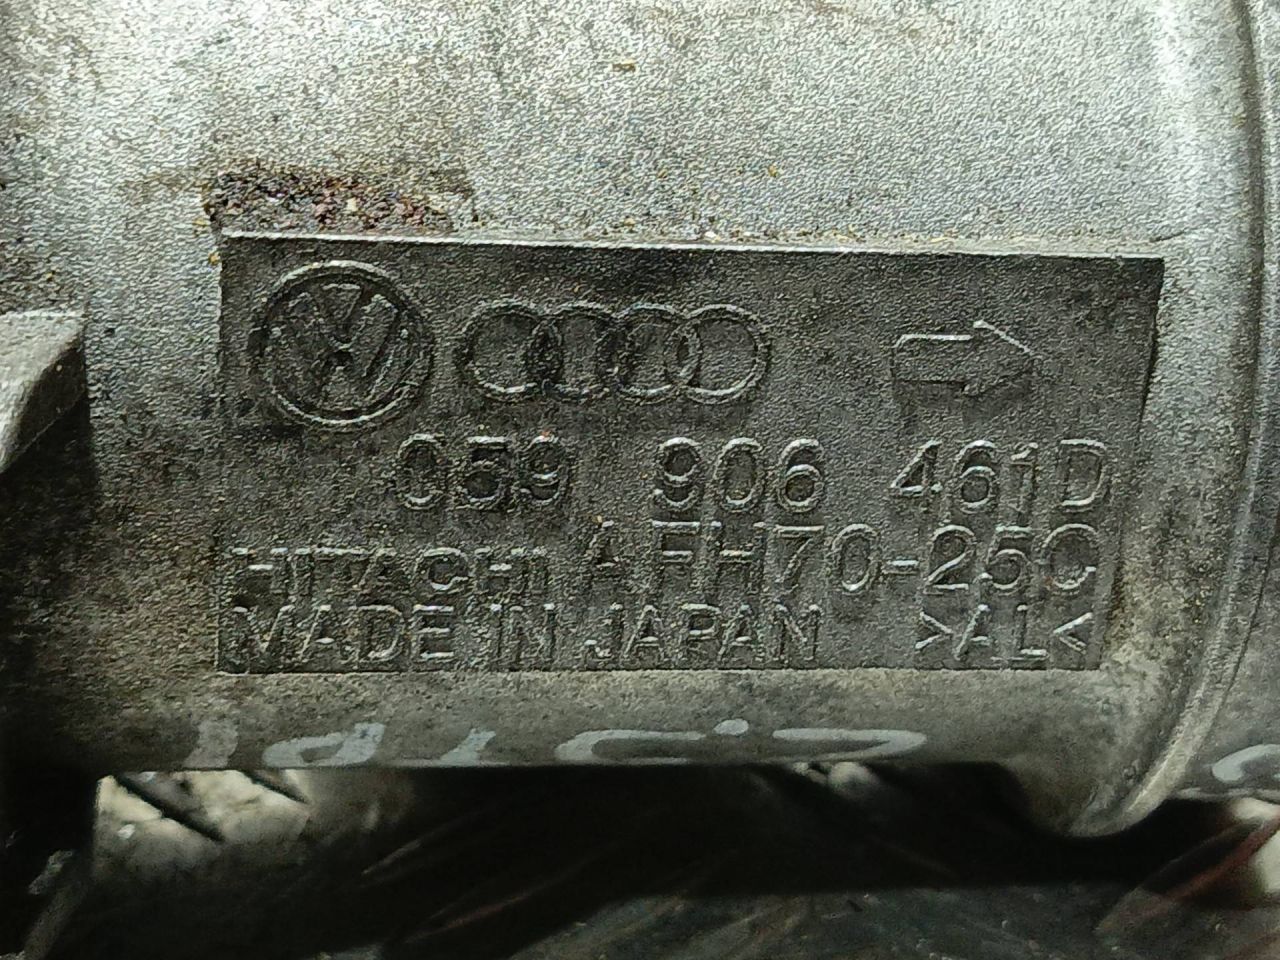 059 906 461D
HITACHI AFH70-25C
MADE IN JAPAN >AL<